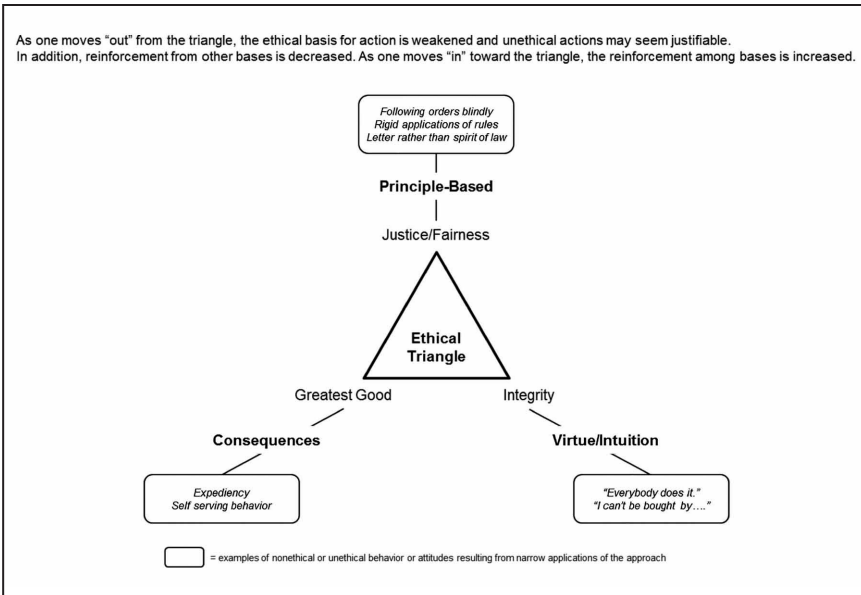 As one moves “out” from the triangle, the ethical basis for action is weakened and unethical actions may seem justifiable.
In addition, reinforcement from other bases is decreased. As one moves “in” toward the triangle, the reinforcement among bases is increased.
Following orders blindly
Rigid applications of rules
Letter rather than spirit of law
Principle-Based
Justice/Fairness
Ethical
Triangle
Greatest Good
Integrity
Consequences
Virtue/Intuition
Expediency
Self serving behavior
“Everybody does it.”
“I can't be bought by....”
= examples of nonethical or unethical behavior or attitudes resulting from narrow applications of the approach